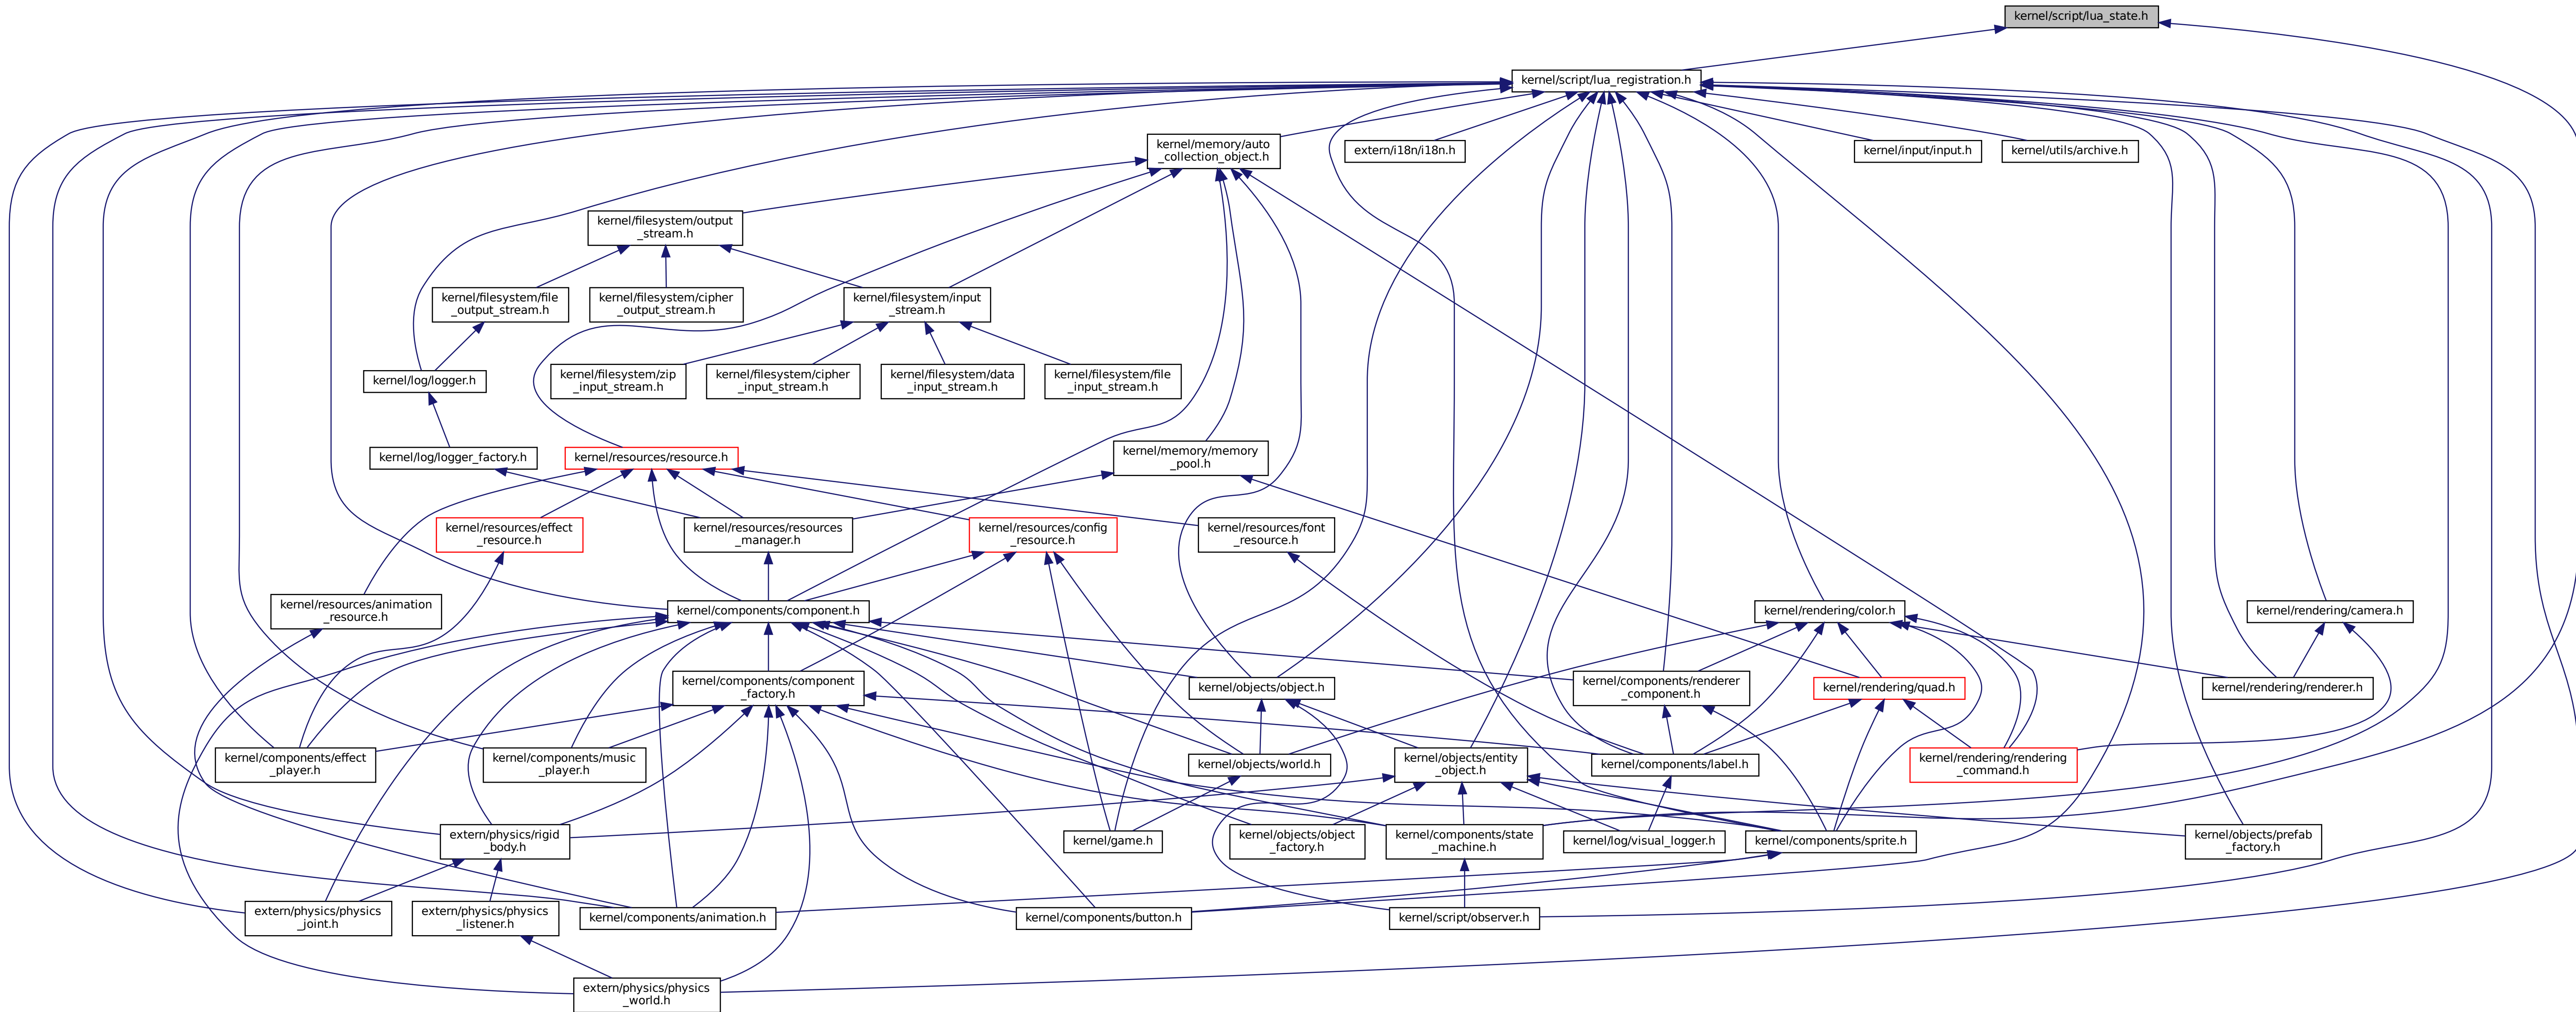 kernel/script/lua_state.h
kernel/script/lua_registration.h
kernel/memory/auto
_collection_object.h
extern/i18n/i18n.h
kernel/input/input.h
kernel/utils/archive.h
kernel/filesystem/output
_stream.h
kernel/filesystem/file
_output_stream.h
kernel/filesystem/cipher
_output_stream.h
kernel/filesystem/input
_stream.h
kernel/log/logger.h
kernel/filesystem/zip
_input_stream.h
kernel/filesystem/cipher
_input_stream.h
kernel/filesystem/data
_input_stream.h
kernel/filesystem/file
_input_stream.h
kernel/log/logger_factory.h
kernel/resources/resource.h
kernel/memory/memory
_pool.h
kernel/resources/effect
_resource.h
kernel/resources/resources
_manager.h
kernel/resources/config
_resource.h
kernel/resources/font
_resource.h
kernel/resources/animation
_resource.h
kernel/components/component.h
kernel/rendering/color.h
kernel/rendering/camera.h
kernel/components/component
_factory.h
kernel/objects/object.h
kernel/components/renderer
_component.h
kernel/rendering/quad.h
kernel/rendering/renderer.h
kernel/components/effect
_player.h
kernel/components/music
_player.h
kernel/objects/world.h
kernel/objects/entity
_object.h
kernel/components/label.h
kernel/rendering/rendering
_command.h
extern/physics/rigid
_body.h
kernel/game.h
kernel/objects/object
_factory.h
kernel/components/state
_machine.h
kernel/log/visual_logger.h
kernel/components/sprite.h
kernel/objects/prefab
_factory.h
extern/physics/physics
_joint.h
extern/physics/physics
_listener.h
kernel/components/animation.h
kernel/components/button.h
kernel/script/observer.h
extern/physics/physics
_world.h